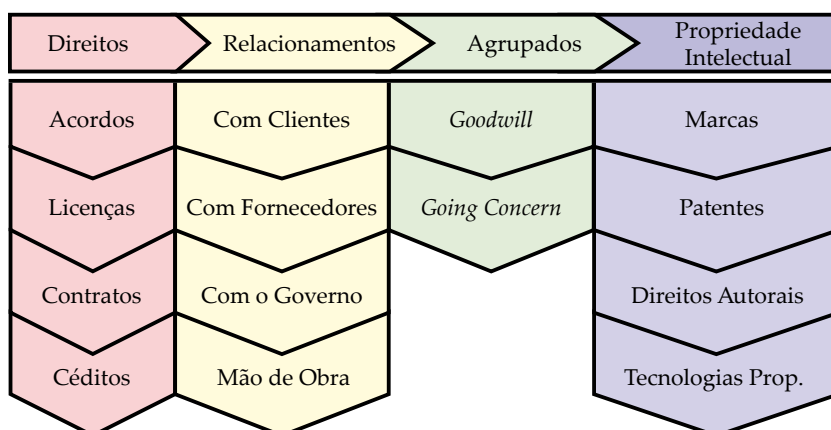 Direitos
Relacionamentos
Agrupados
Propriedade
Intelectual
Acordos
Com Clientes
Goodwill
Marcas
Licenças
Com Fornecedores
Going Concern
Patentes
Contratos
Com o Governo
Direitos Autorais
Céditos
Mão de Obra
Tecnologias Prop.